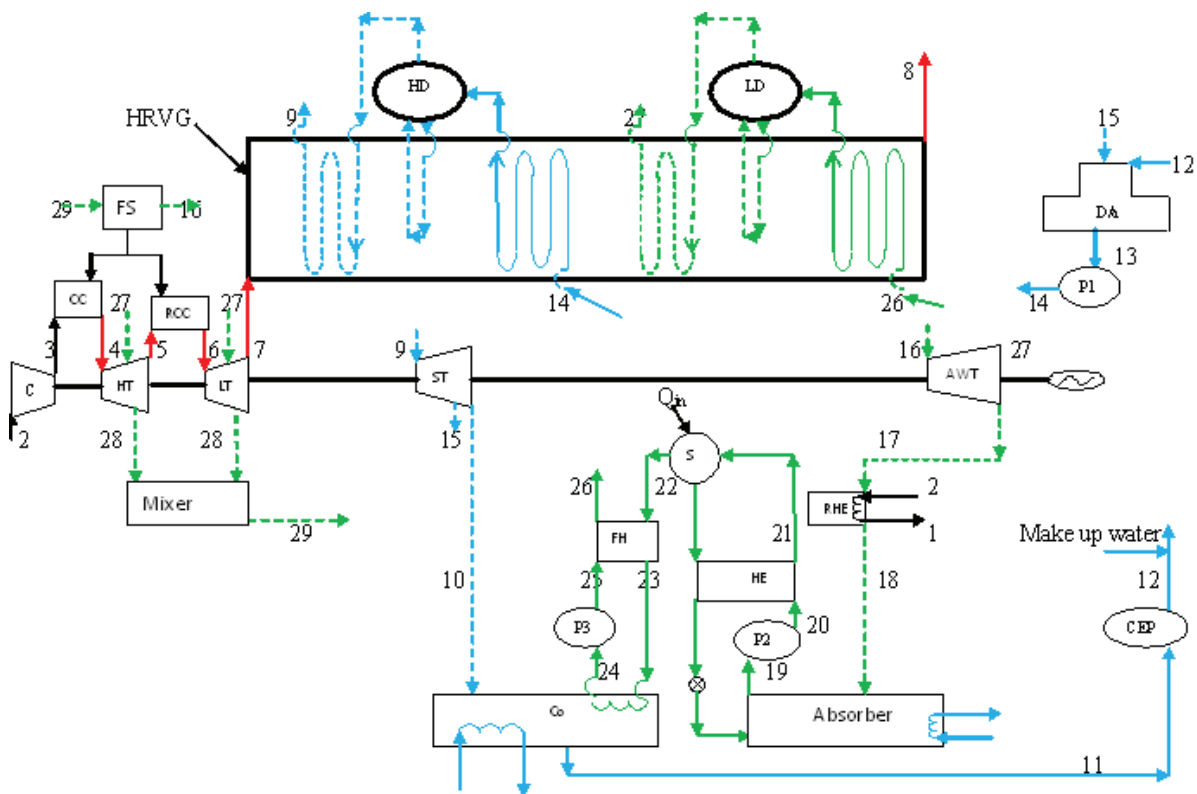 HD
LD
8
9
2
HRVG
15
12
DA
13
29
FS
16
P1
14
14
26
CC
27
RCC
27
3
4
5
6
7
9
16
27
C
HT
LT
ST
AWT
2
28
28
15
Qin
17
Mixer
S
26
22
2
RHE
1
29
21
Make up water
FH
10
25
23
HE
18
12
P3
P2
20
CEP
24
19
Co
Absorber
11